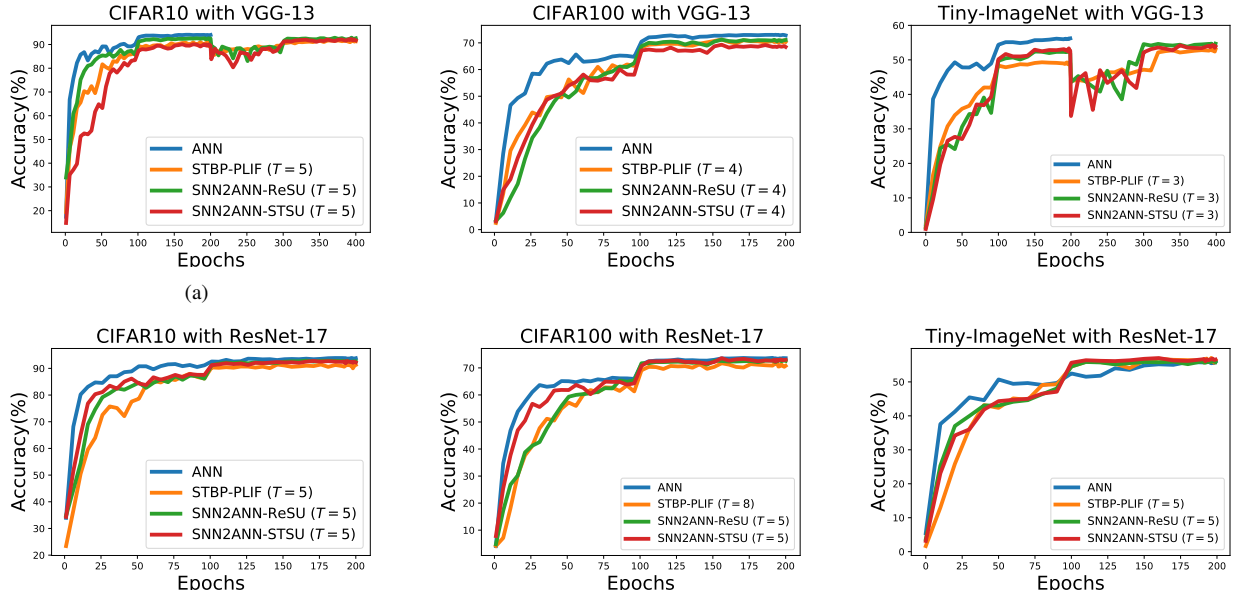 CIFAR10 with VGG-13
Accuracy(%)
90
80
70
60
50
40
30
20
ANN
STBP-PLIF (T = 5)
SNN2ANN-ReSU (T = 5)
SNN2ANN-STSU (T = 5)
0 50 100 150 200 250 300 350 400
Epochs
(a)
CIFAR100 with VGG-13
Accuracy(%)
70
60
50
40
30
20
10
0
ANN
STBP-PLIF (T = 4)
SNN2ANN-ReSU (T = 4)
SNN2ANN-STSU (T = 4)
0 25 50 75 100 125 150 175 200
Epochs
Tiny-ImageNet with VGG-13
Accuracy(%)
60
50
40
30
20
10
0
ANN
STBP-PLIF (T = 3)
SNN2ANN-ReSU (T = 3)
SNN2ANN-STSU (T = 3)
0 50 100 150 200 250 300 350 400
Epochs
CIFAR10 with ResNet-17
Accuracy(%)
90
80
70
60
50
40
30
20
ANN
STBP-PLIF (T = 5)
SNN2ANN-ReSU (T = 5)
SNN2ANN-STSU (T = 5)
0 25 50 75 100 125 150 175 200
Epochs
CIFAR100 with ResNet-17
Accuracy(%)
70
60
50
40
30
20
10
ANN
STBP-PLIF (T = 8)
SNN2ANN-ReSU (T = 5)
SNN2ANN-STSU (T = 5)
0 25 50 75 100 125 150 175 200
Epochs
Tiny-ImageNet with ResNet-17
Accuracy(%)
50
40
30
20
10
0
ANN
STBP-PLIF (T = 5)
SNN2ANN-ReSU (T = 5)
SNN2ANN-STSU (T = 5)
0 25 50 75 100 125 150 175 200
Epochs